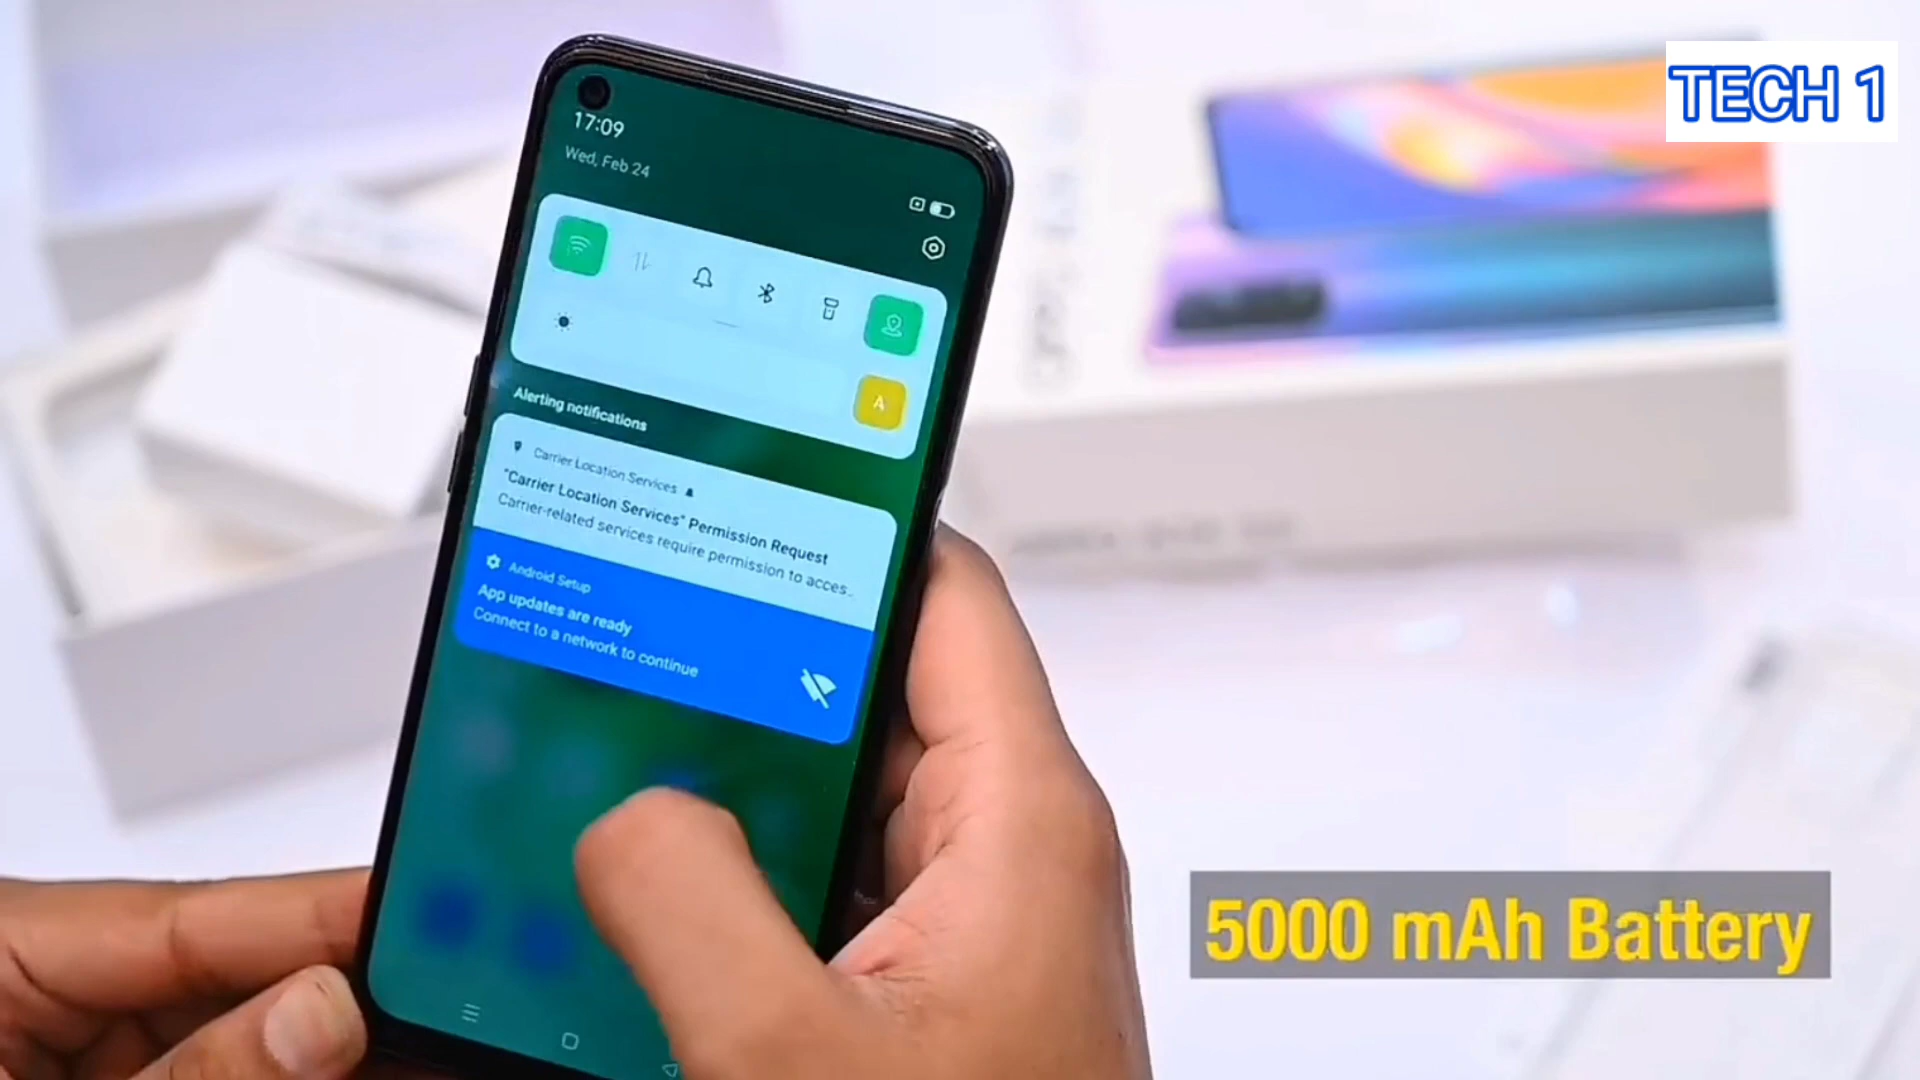 TECH 1
17:09
Wed, Feb 24
A
Alerting notifications
Carrier Location Services
"Carrier Location Services" Permission Request
Carrier-related services require permission to acces..
Android Setup
App updates are ready
Connect to a network to continue
5000 mAh Battery